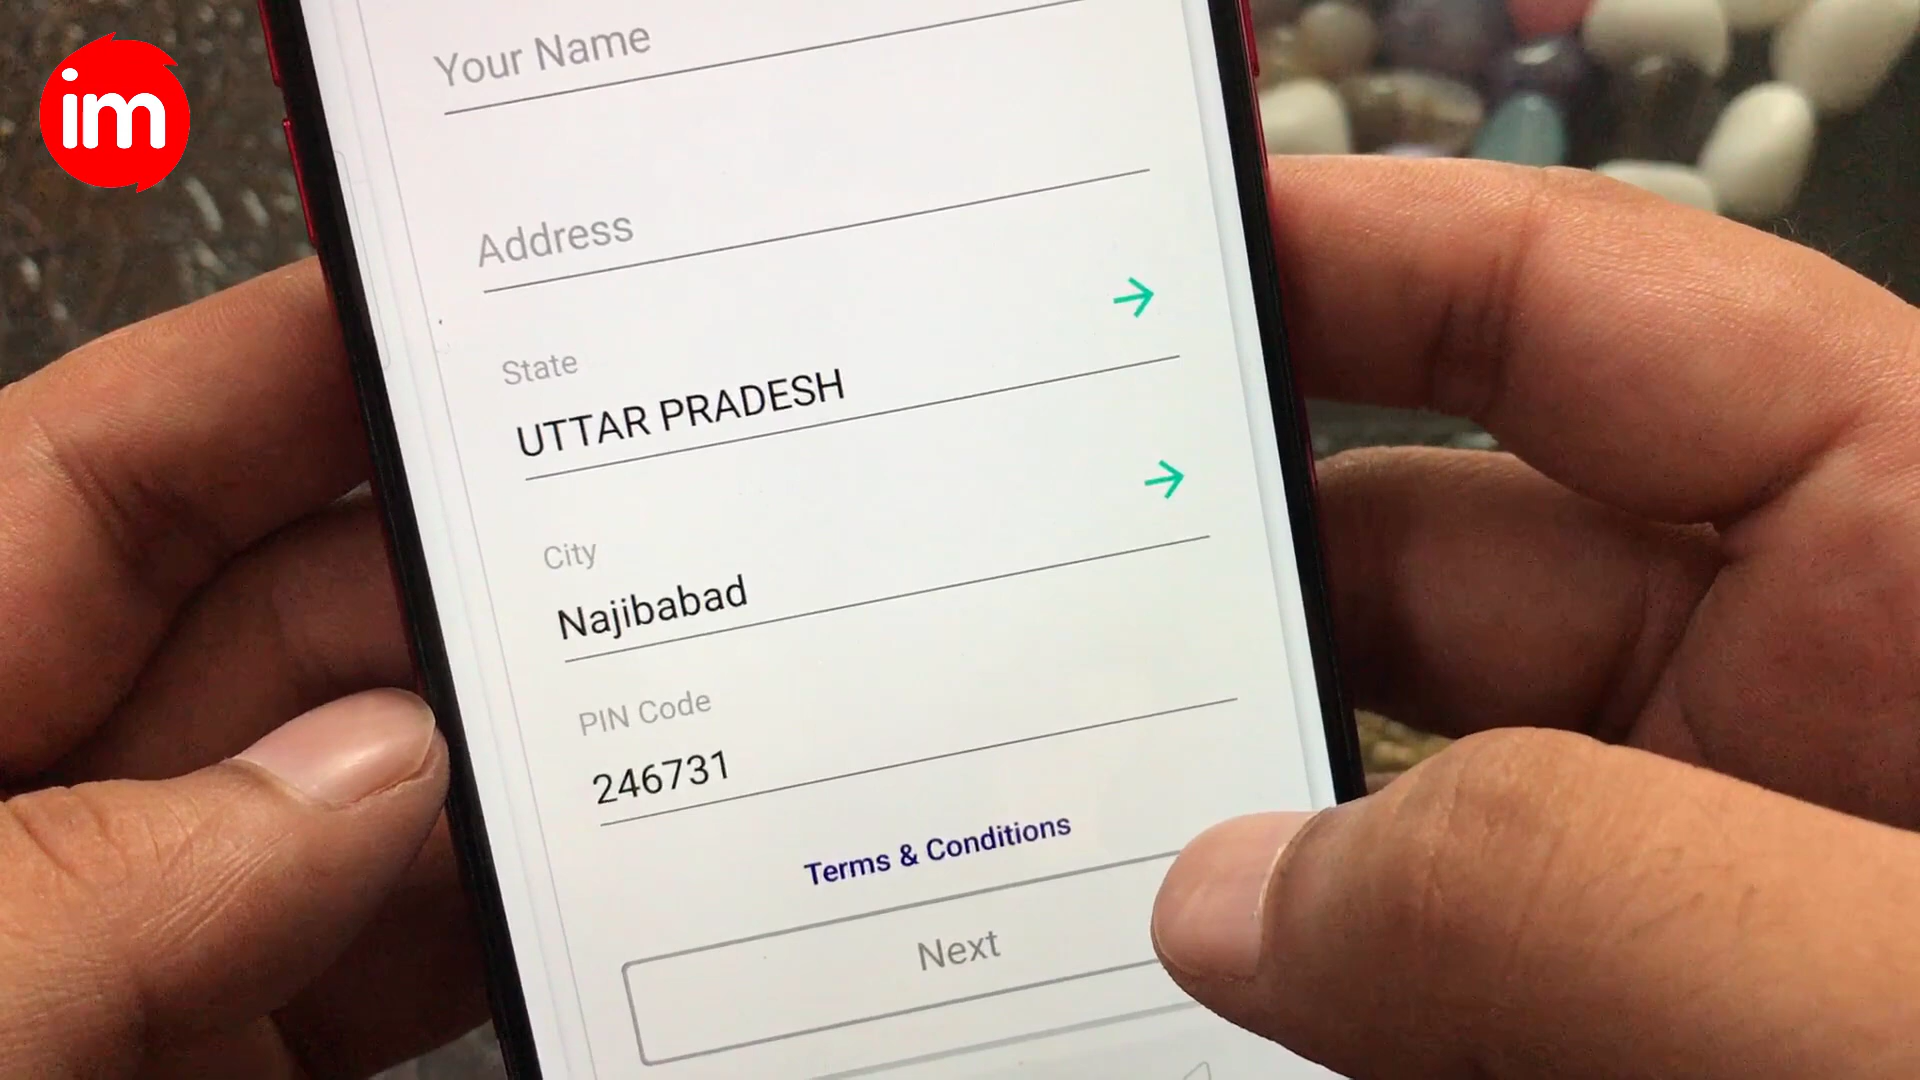 im
Your Name
Address
State
UTTAR PRADESH
City
Najibabad
PIN Code
246731
Terms & Conditions
Next